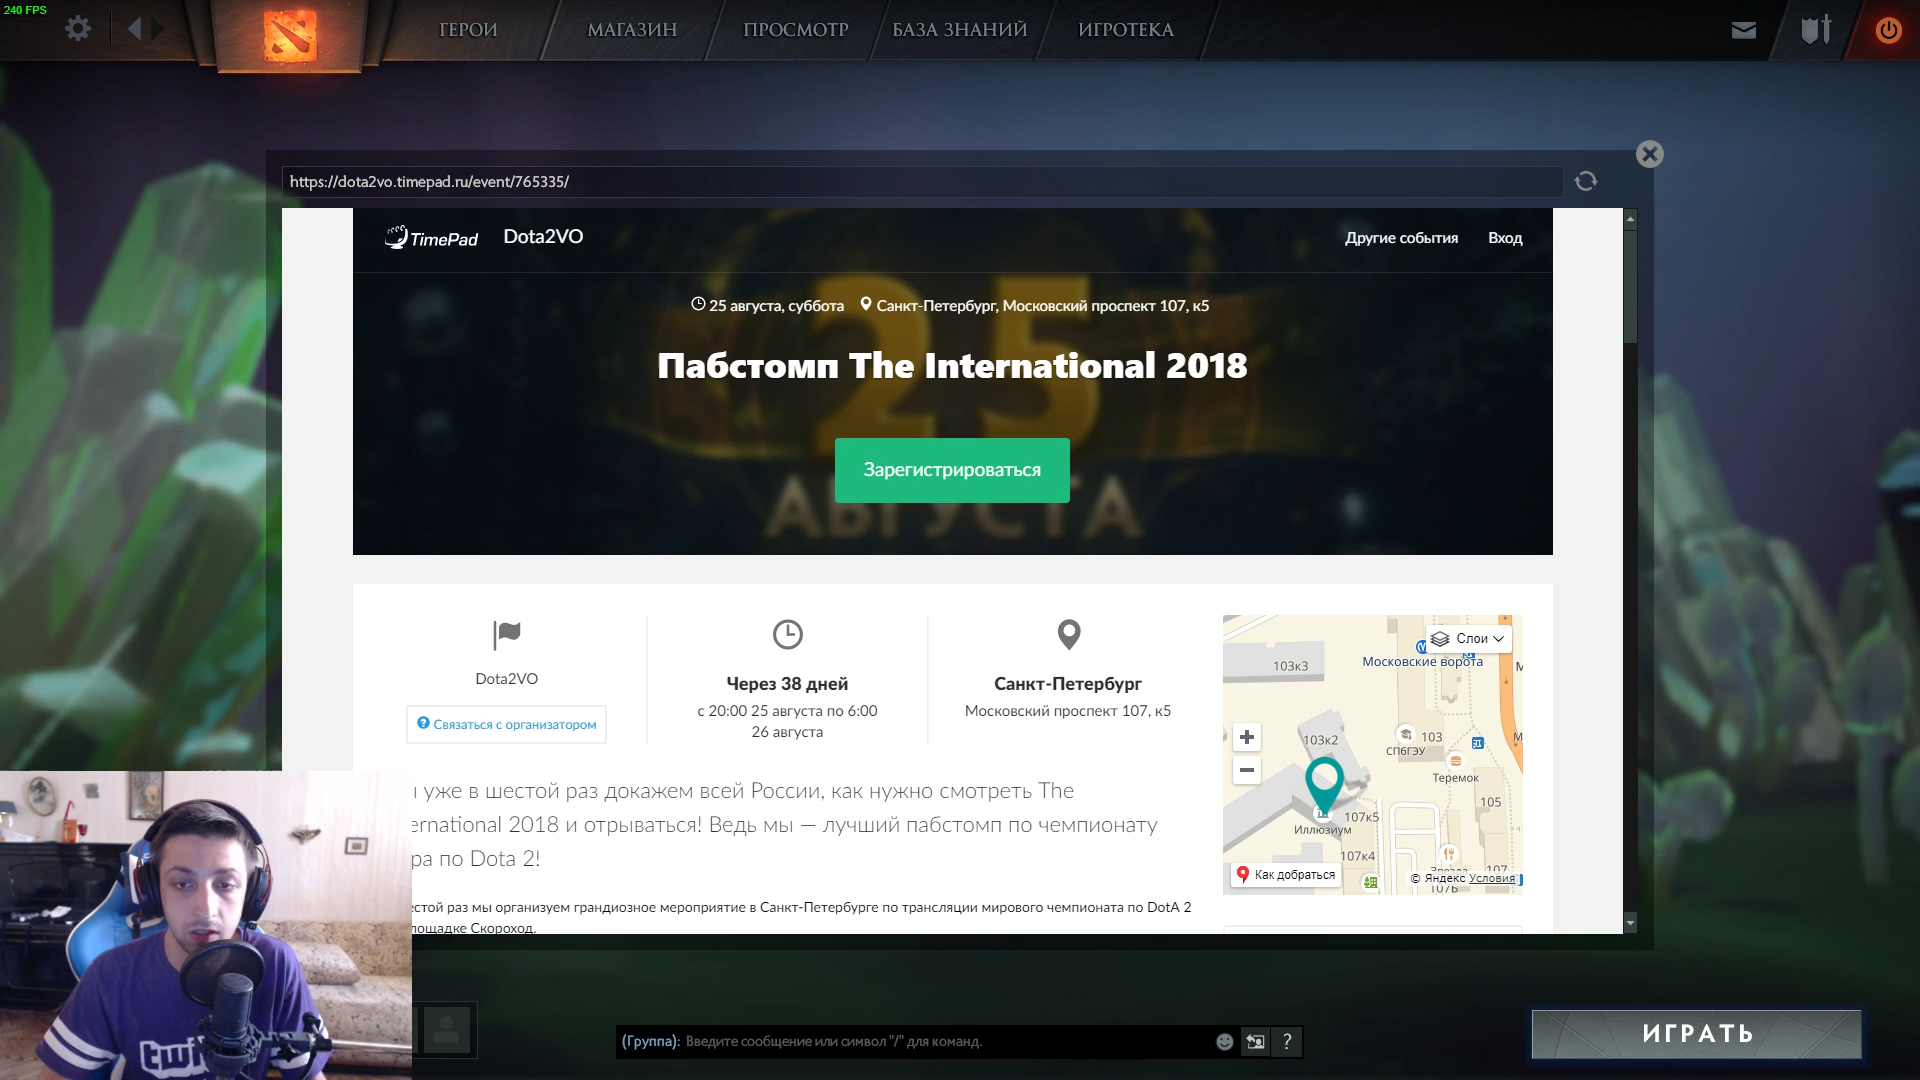 240 FPS
ГЕРОИ
МАГАЗИН
ПРОСМОТР
БАЗА ЗНАНИЙ
ИГРОТЕКА
https://dota2vo.timepad.ru/event/765335/
TimePad
Dota2VO
Другие события
Вход
25 августа, суббота
Санкт-Петербург, Московский проспект 107, к5
Пабстомп The International 2018
25
АВГУСТА
Зарегистрироваться
Dota2VO
Связаться с организатором
Через 38 дней
с 20:00 25 августа по 6:00
26 августа
Санкт-Петербург
Московский проспект 107, к5
Слои
Московские ворота
103к3
103к2
103
СПбГЭУ
Теремок
105
107к5
Иллюзиум
107к4
107
107Б
Как добраться
© Яндекс Условия
уже в шестой раз докажем всей России, как нужно смотреть The
ernational 2018 и отрываться! Ведь мы — лучший пабстомп по чемпионату
ра по Dota 2!
естой раз мы организуем грандиозное мероприятие в Санкт-Петербурге по трансляции мирового чемпионата по DotA 2
лощадке Скороход.
(Группа): Введите сообщение или символ "/" для команд.
?
ИГРАТЬ